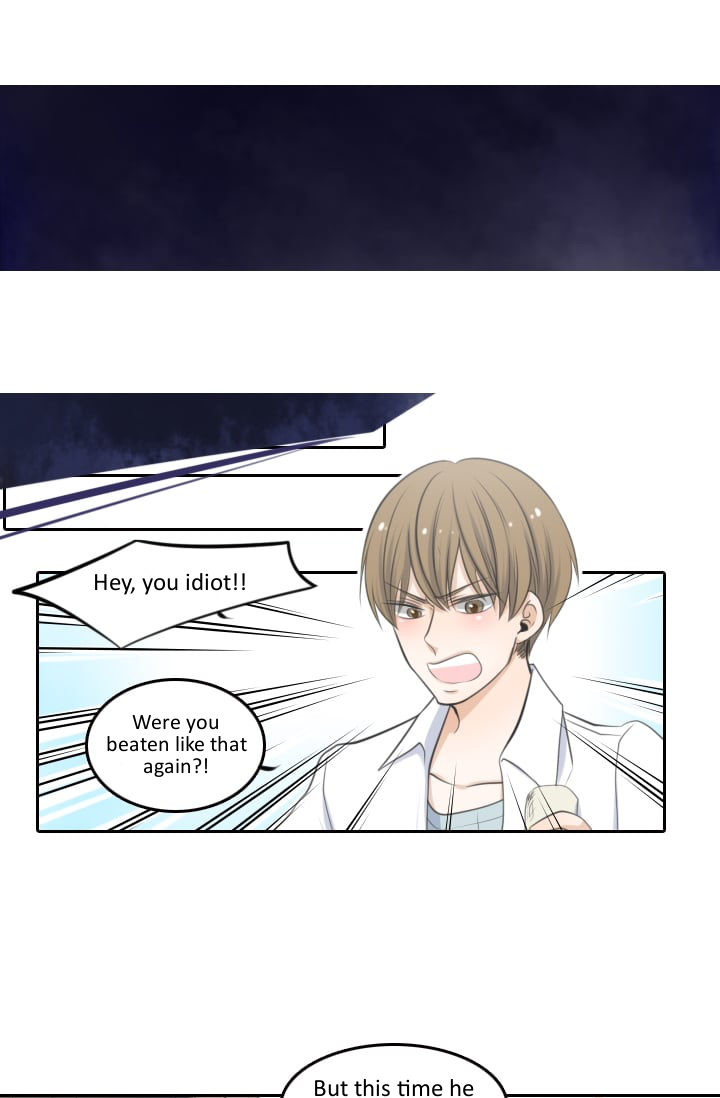 Hey, you idiot!!
Were you
beaten like that
again?!
But this time he